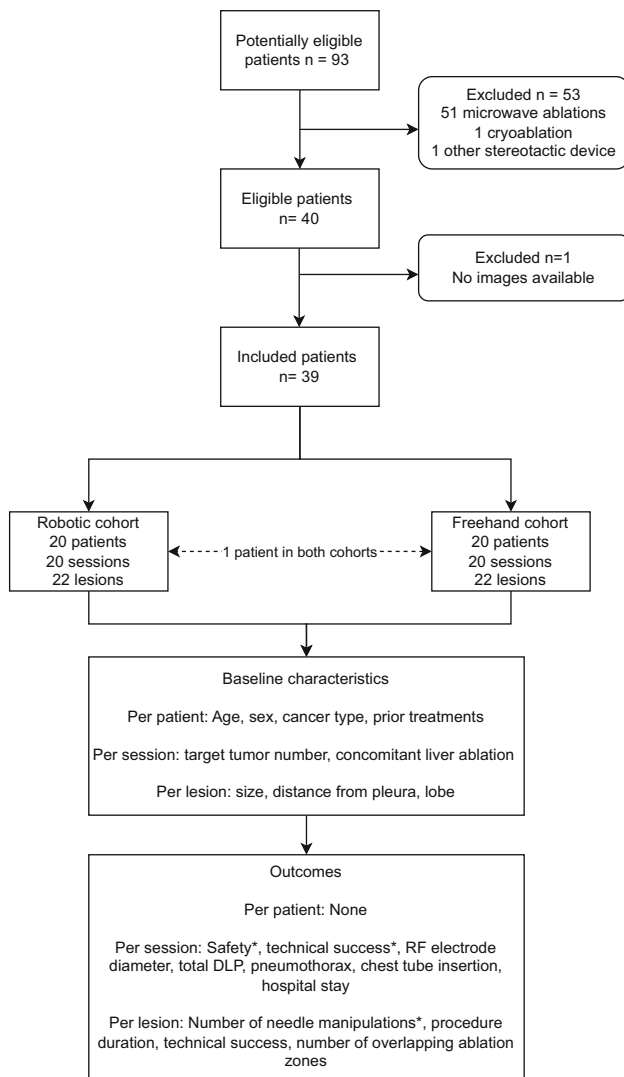 Potentially eligible
patients n = 93
Excluded n = 53
51 microwave ablations
1 cryoablation
1 other stereotactic device
Eligible patients
n= 40
Excluded n=1
No images available
Included patients
n= 39
Robotic cohort
20 patients
20 sessions
22 lesions
1 patient in both cohorts
Freehand cohort
20 patients
20 sessions
22 lesions
Baseline characteristics
Per patient: Age, sex, cancer type, prior treatments
Per session: target tumor number, concomitant liver ablation
Per lesion: size, distance from pleura, lobe
Outcomes
Per patient: None
Per session: Safety*, technical success*, RF electrode
diameter, total DLP, pneumothorax, chest tube insertion,
hospital stay
Per lesion: Number of needle manipulations*, procedure
duration, technical success, number of overlapping ablation
zones